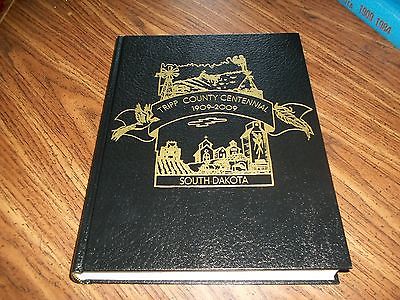 TRIPP COUNTY CENTENNIAL
1909-2009
SOUTH DAKOTA